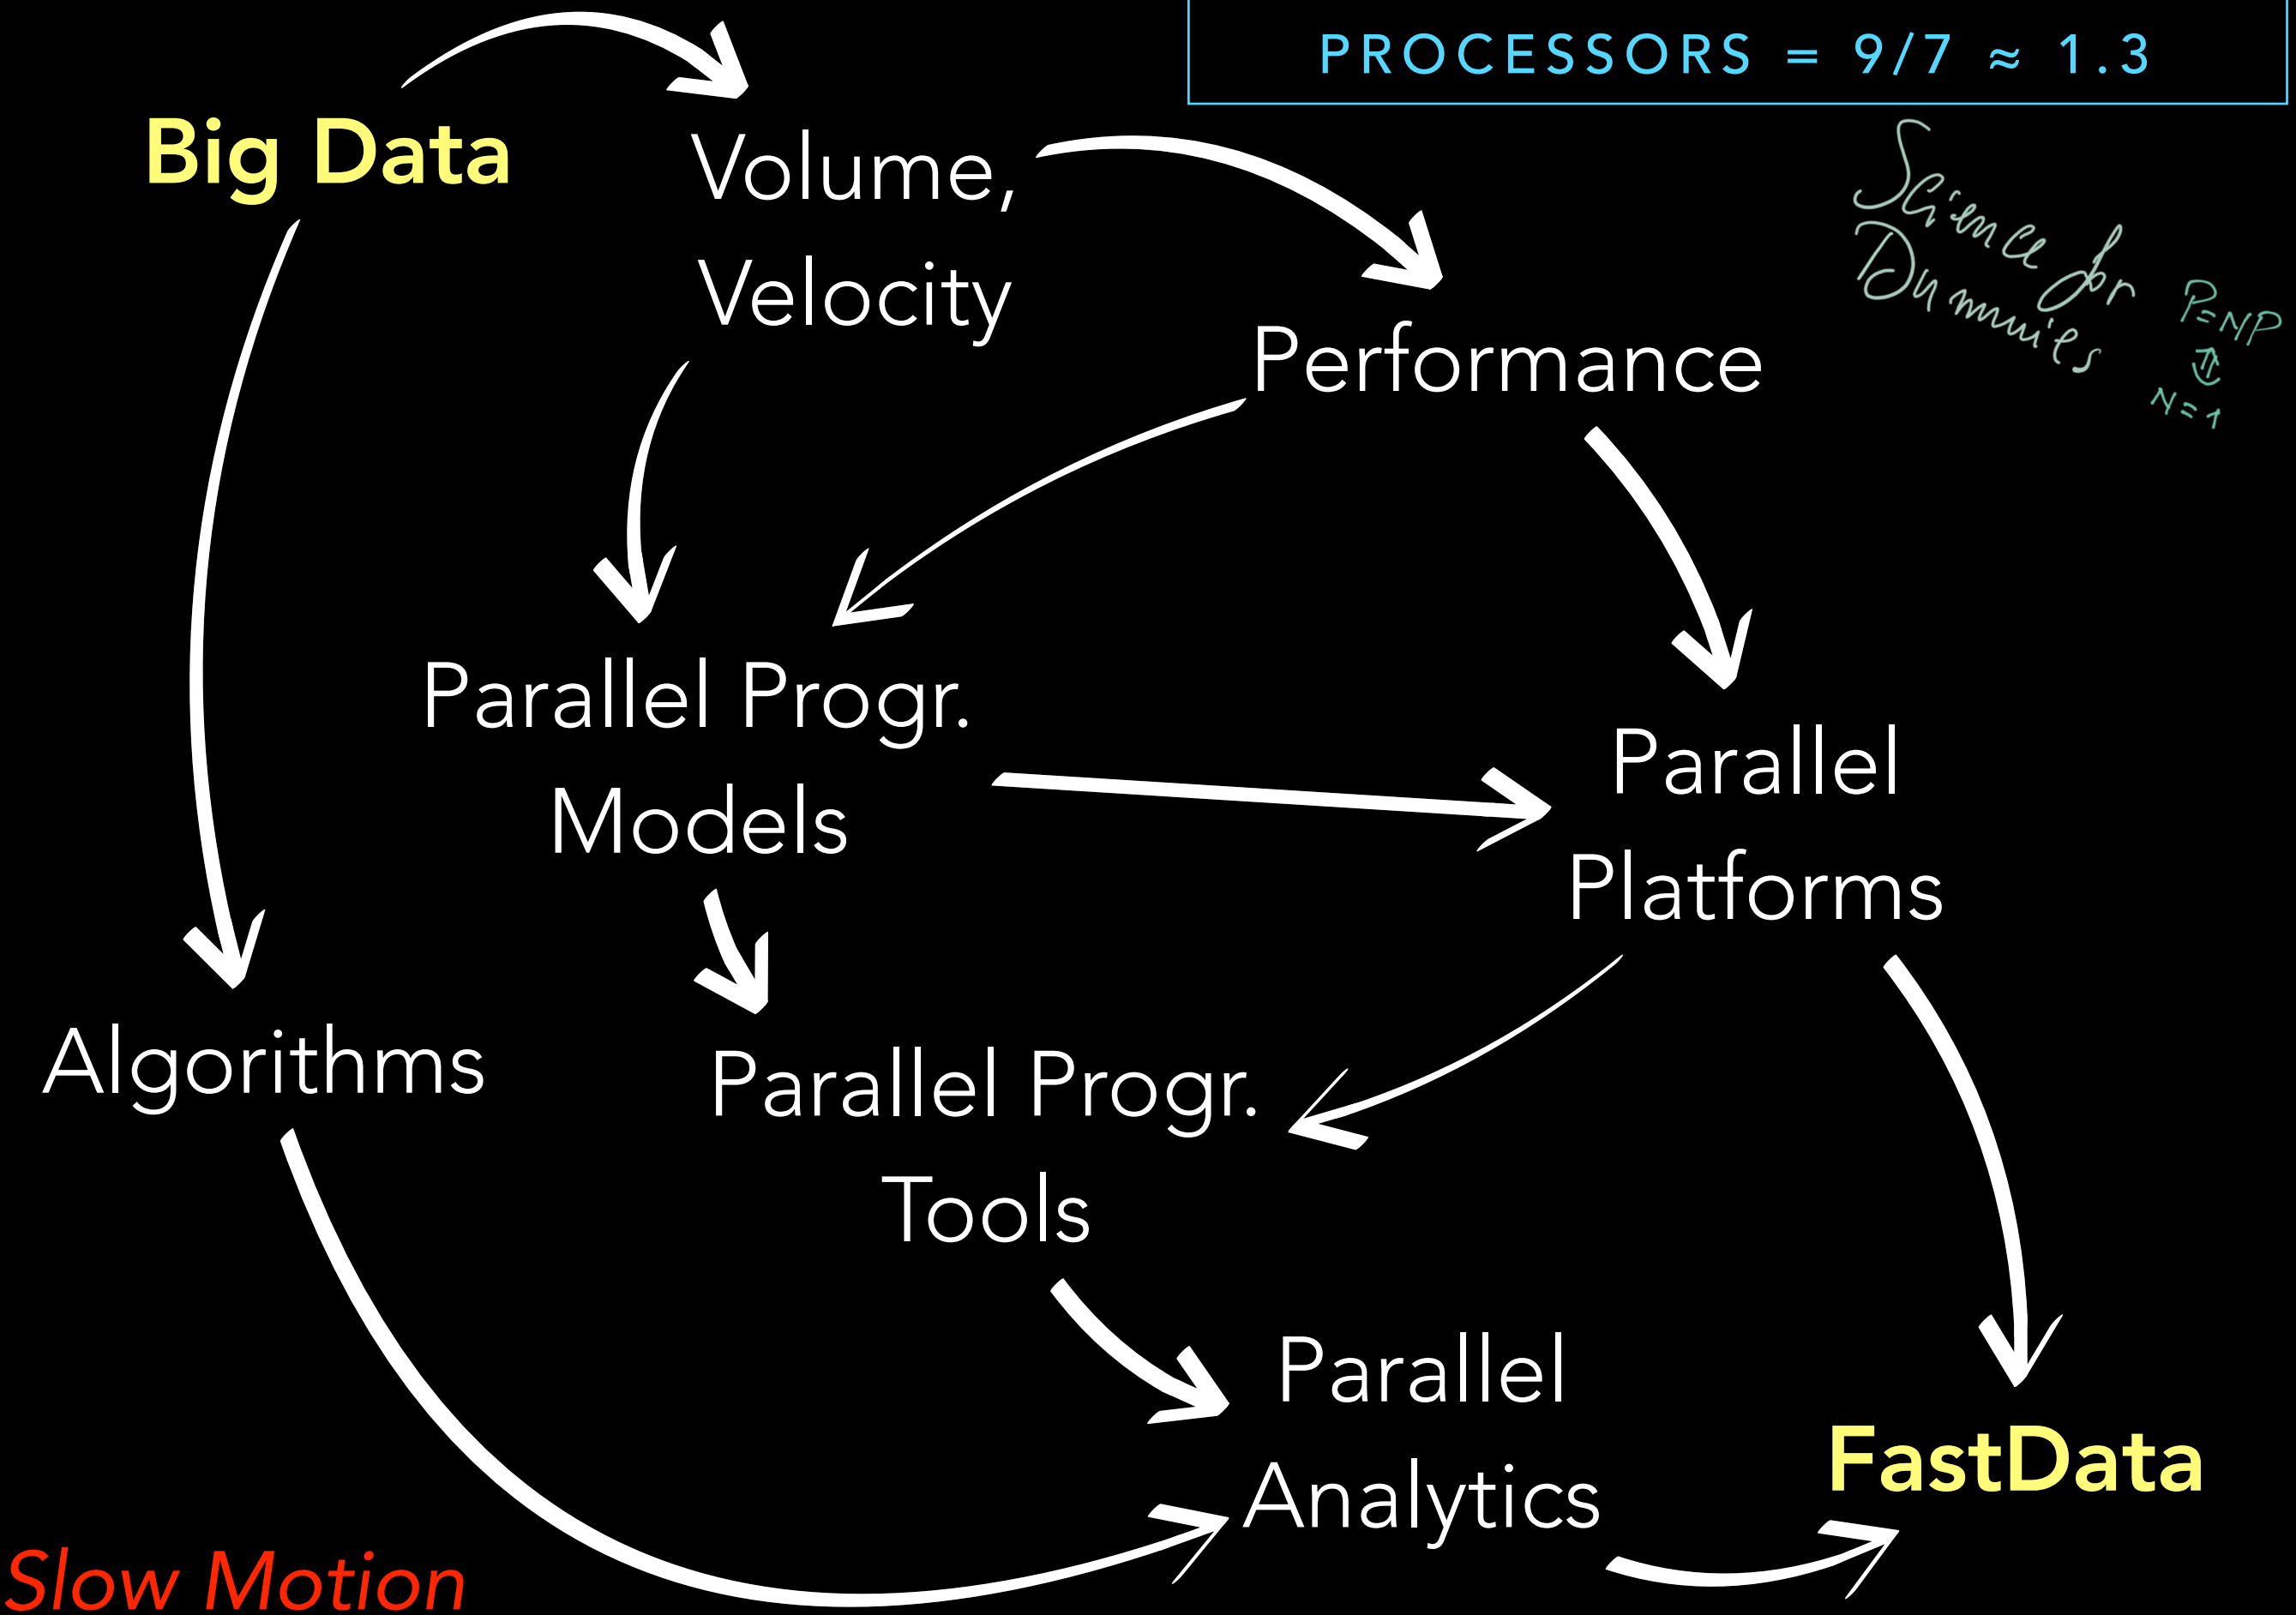 PROCESSORS = 9/7 ≈ 1.3
Big Data
Volume,
Velocity
Science for
Dummies
P=NP
N=1
Performance
Parallel Progr.
Models
Parallel
Platforms
Algorithms
Parallel Progr.
Tools
Parallel
Analytics
FastData
Slow Motion